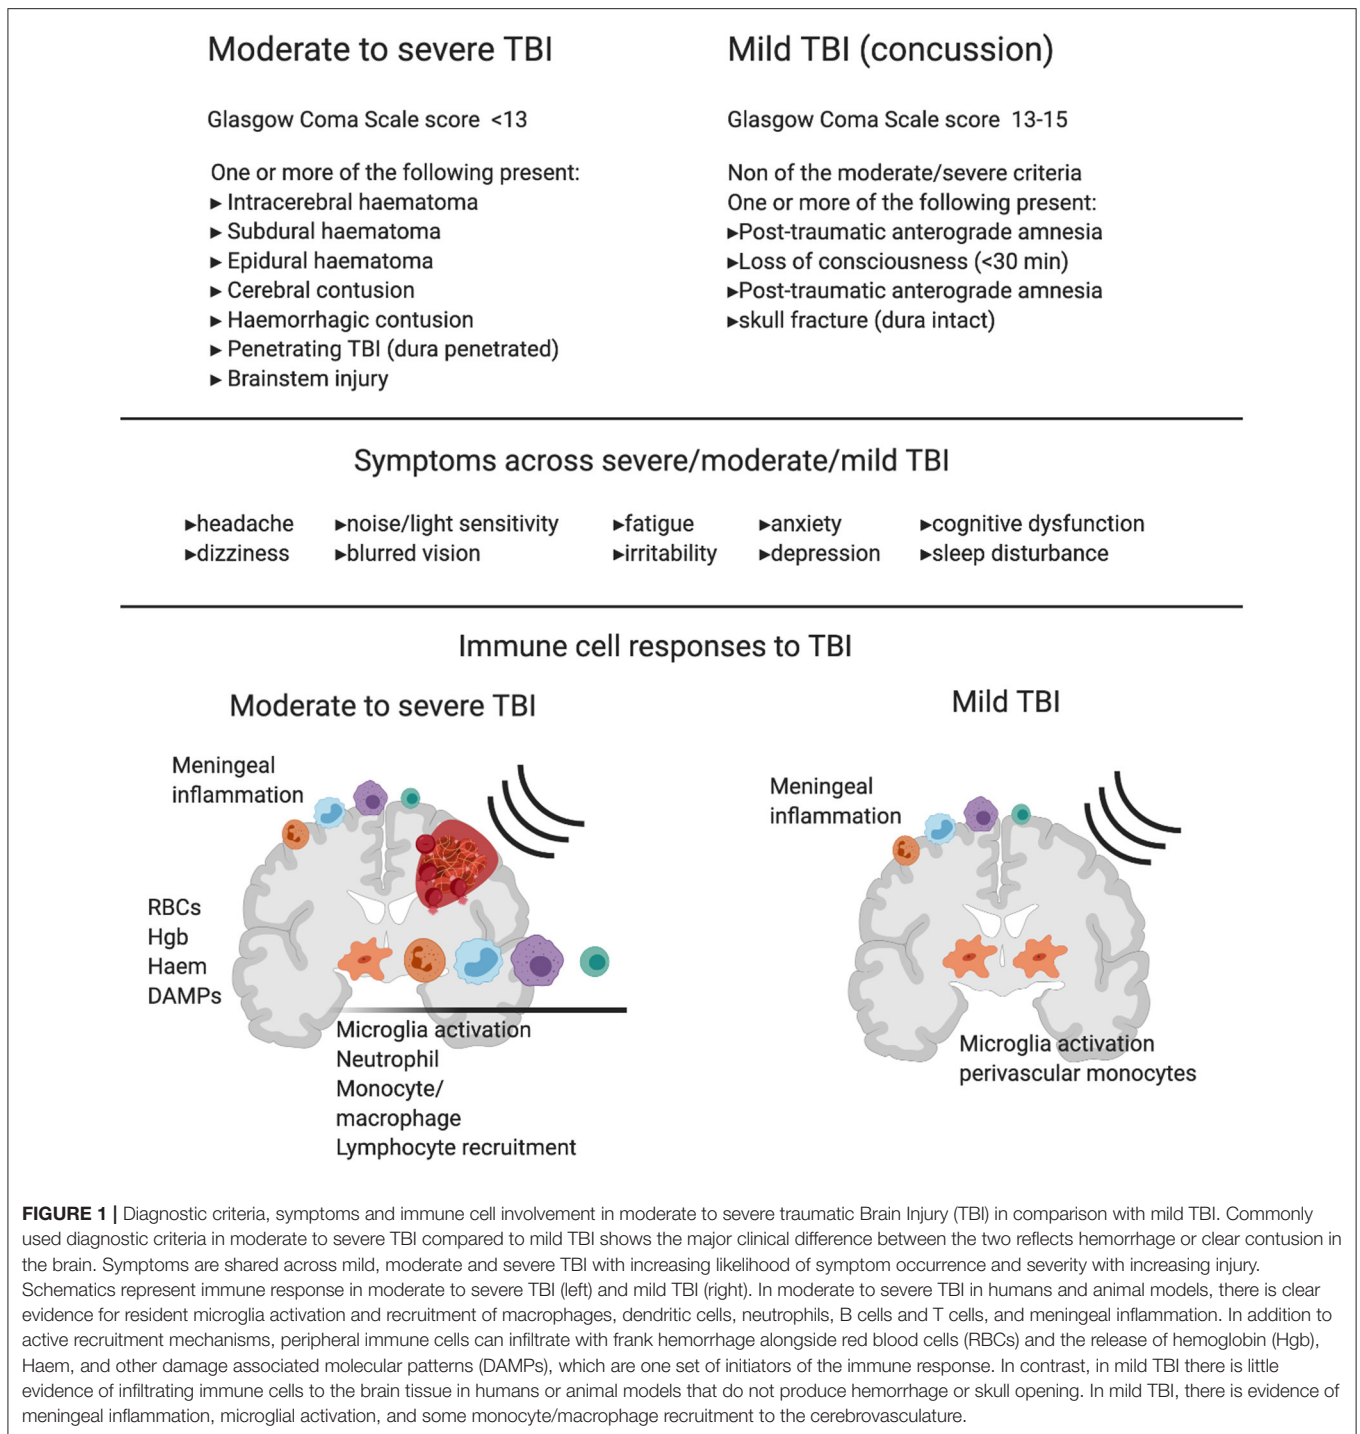 Moderate to severe TBI
Glasgow Coma Scale score <13
One or more of the following present:
▸ Intracerebral haematoma
▸ Subdural haematoma
▸ Epidural haematoma
▸ Cerebral contusion
▸ Haemorrhagic contusion
▸ Penetrating TBI (dura penetrated)
▸ Brainstem injury
Mild TBI (concussion)
Glasgow Coma Scale score 13-15
Non of the moderate/severe criteria
One or more of the following present:
▸Post-traumatic anterograde amnesia
▸Loss of consciousness (<30 min)
▸Post-traumatic anterograde amnesia
▸skull fracture (dura intact)
Symptoms across severe/moderate/mild TBI
▸headache ▸noise/light sensitivity ▸fatigue ▸anxiety ▸cognitive dysfunction
▸dizziness ▸blurred vision ▸irritability ▸depression ▸sleep disturbance
Immune cell responses to TBI
Moderate to severe TBI
Meningeal
inflammation
RBCs
Hgb
Haem
DAMPs
Microglia activation
Neutrophil
Monocyte/
macrophage
Lymphocyte recruitment
Mild TBI
Meningeal
inflammation
Microglia activation
perivascular monocytes
FIGURE 1 | Diagnostic criteria, symptoms and immune cell involvement in moderate to severe traumatic Brain Injury (TBI) in comparison with mild TBI. Commonly
used diagnostic criteria in moderate to severe TBI compared to mild TBI shows the major clinical difference between the two reflects hemorrhage or clear contusion in
the brain. Symptoms are shared across mild, moderate and severe TBI with increasing likelihood of symptom occurrence and severity with increasing injury.
Schematics represent immune response in moderate to severe TBI (left) and mild TBI (right). In moderate to severe TBI in humans and animal models, there is clear
evidence for resident microglia activation and recruitment of macrophages, dendritic cells, neutrophils, B cells and T cells, and meningeal inflammation. In addition to
active recruitment mechanisms, peripheral immune cells can infiltrate with frank hemorrhage alongside red blood cells (RBCs) and the release of hemoglobin (Hgb),
Haem, and other damage associated molecular patterns (DAMPs), which are one set of initiators of the immune response. In contrast, in mild TBI there is little
evidence of infiltrating immune cells to the brain tissue in humans or animal models that do not produce hemorrhage or skull opening. In mild TBI, there is evidence of
meningeal inflammation, microglial activation, and some monocyte/macrophage recruitment to the cerebrovasculature.